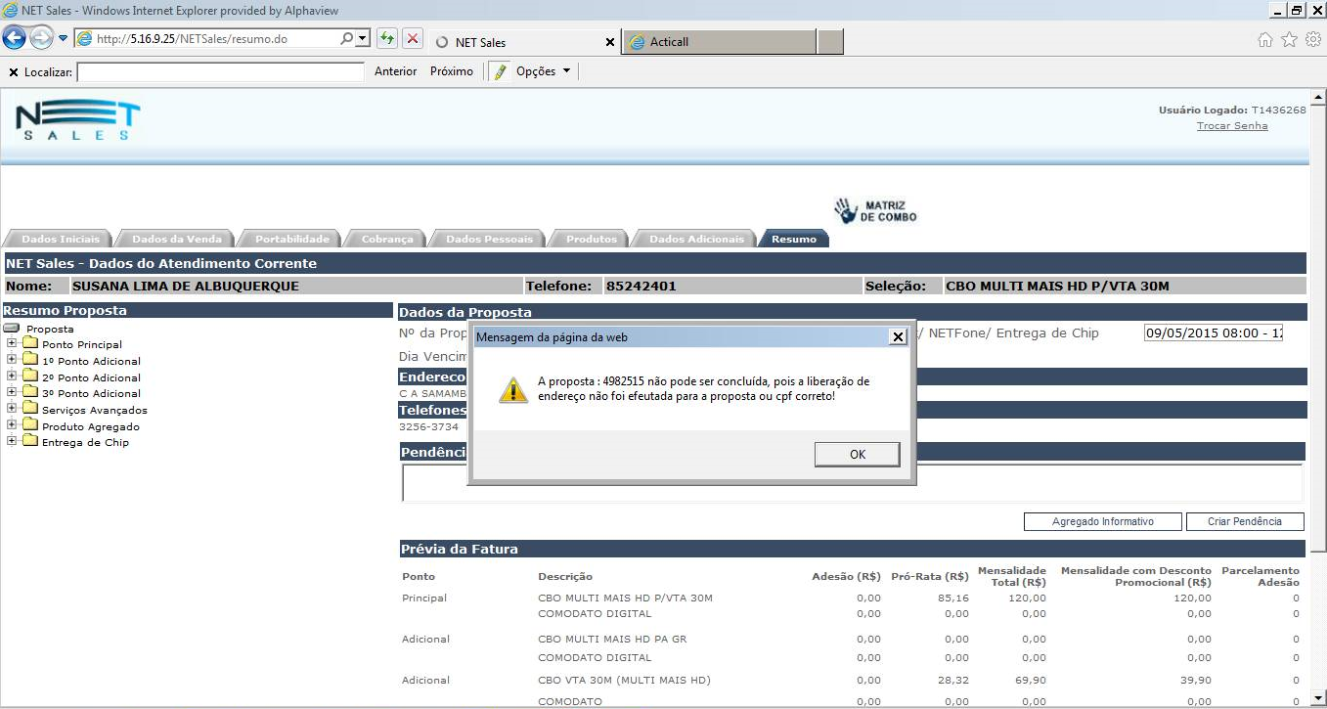 NET Sales - Windows Internet Explorer provided by Alphaview
http://5.16.9.25/NETSales/resumo.do
NET Sales
Acticall
Localizar:
Anterior Próximo Opções
NET
SALES
Usuário Logado: T1436268
Trocar Senha
MATRIZ
DE COMBO
Dados Iniciais Dados da Venda Portabilidade Cobrança Dados Pessoais Produtos Dados Adicionais Resumo
NET Sales - Dados do Atendimento Corrente
Nome: SUSANA LIMA DE ALBUQUERQUE Telefone: 85242401 Seleção: CBO MULTI MAIS HD P/VTA 30M
Resumo Proposta
Proposta
Ponto Principal
1º Ponto Adicional
2º Ponto Adicional
3º Ponto Adicional
Serviços Avançados
Produto Agregado
Entrega de Chip
Dados da Proposta
Nº da Prop / NETFone/ Entrega de Chip 09/05/2015 08:00 - 12
Dia Vencim
Endereco
C A SAMAMB
Telefones
3256-3734
Pendênci
Mensagem da página da web
A proposta : 4982515 não pode ser concluída, pois a liberação de
endereço não foi efeutada para a proposta ou cpf correto!
OK
Agregado Informativo Criar Pendência
Prévia da Fatura
Ponto Descrição Adesão (R$) Pró-Rata (R$) Mensalidade Total (R$) Mensalidade com Desconto Promocional (R$) Parcelamento Adesão
Principal CBO MULTI MAIS HD P/VTA 30M 0,00 85,16 120,00 120,00 0
COMODATO DIGITAL 0,00 0,00 0,00 0,00 0
Adicional CBO MULTI MAIS HD PA GR 0,00 0,00 0,00 0,00 0
COMODATO DIGITAL 0,00 0,00 0,00 0,00 0
Adicional CBO VTA 30M (MULTI MAIS HD) 0,00 28,32 69,90 39,90 0
COMODATO 0,00 0,00 0,00 0,00 0